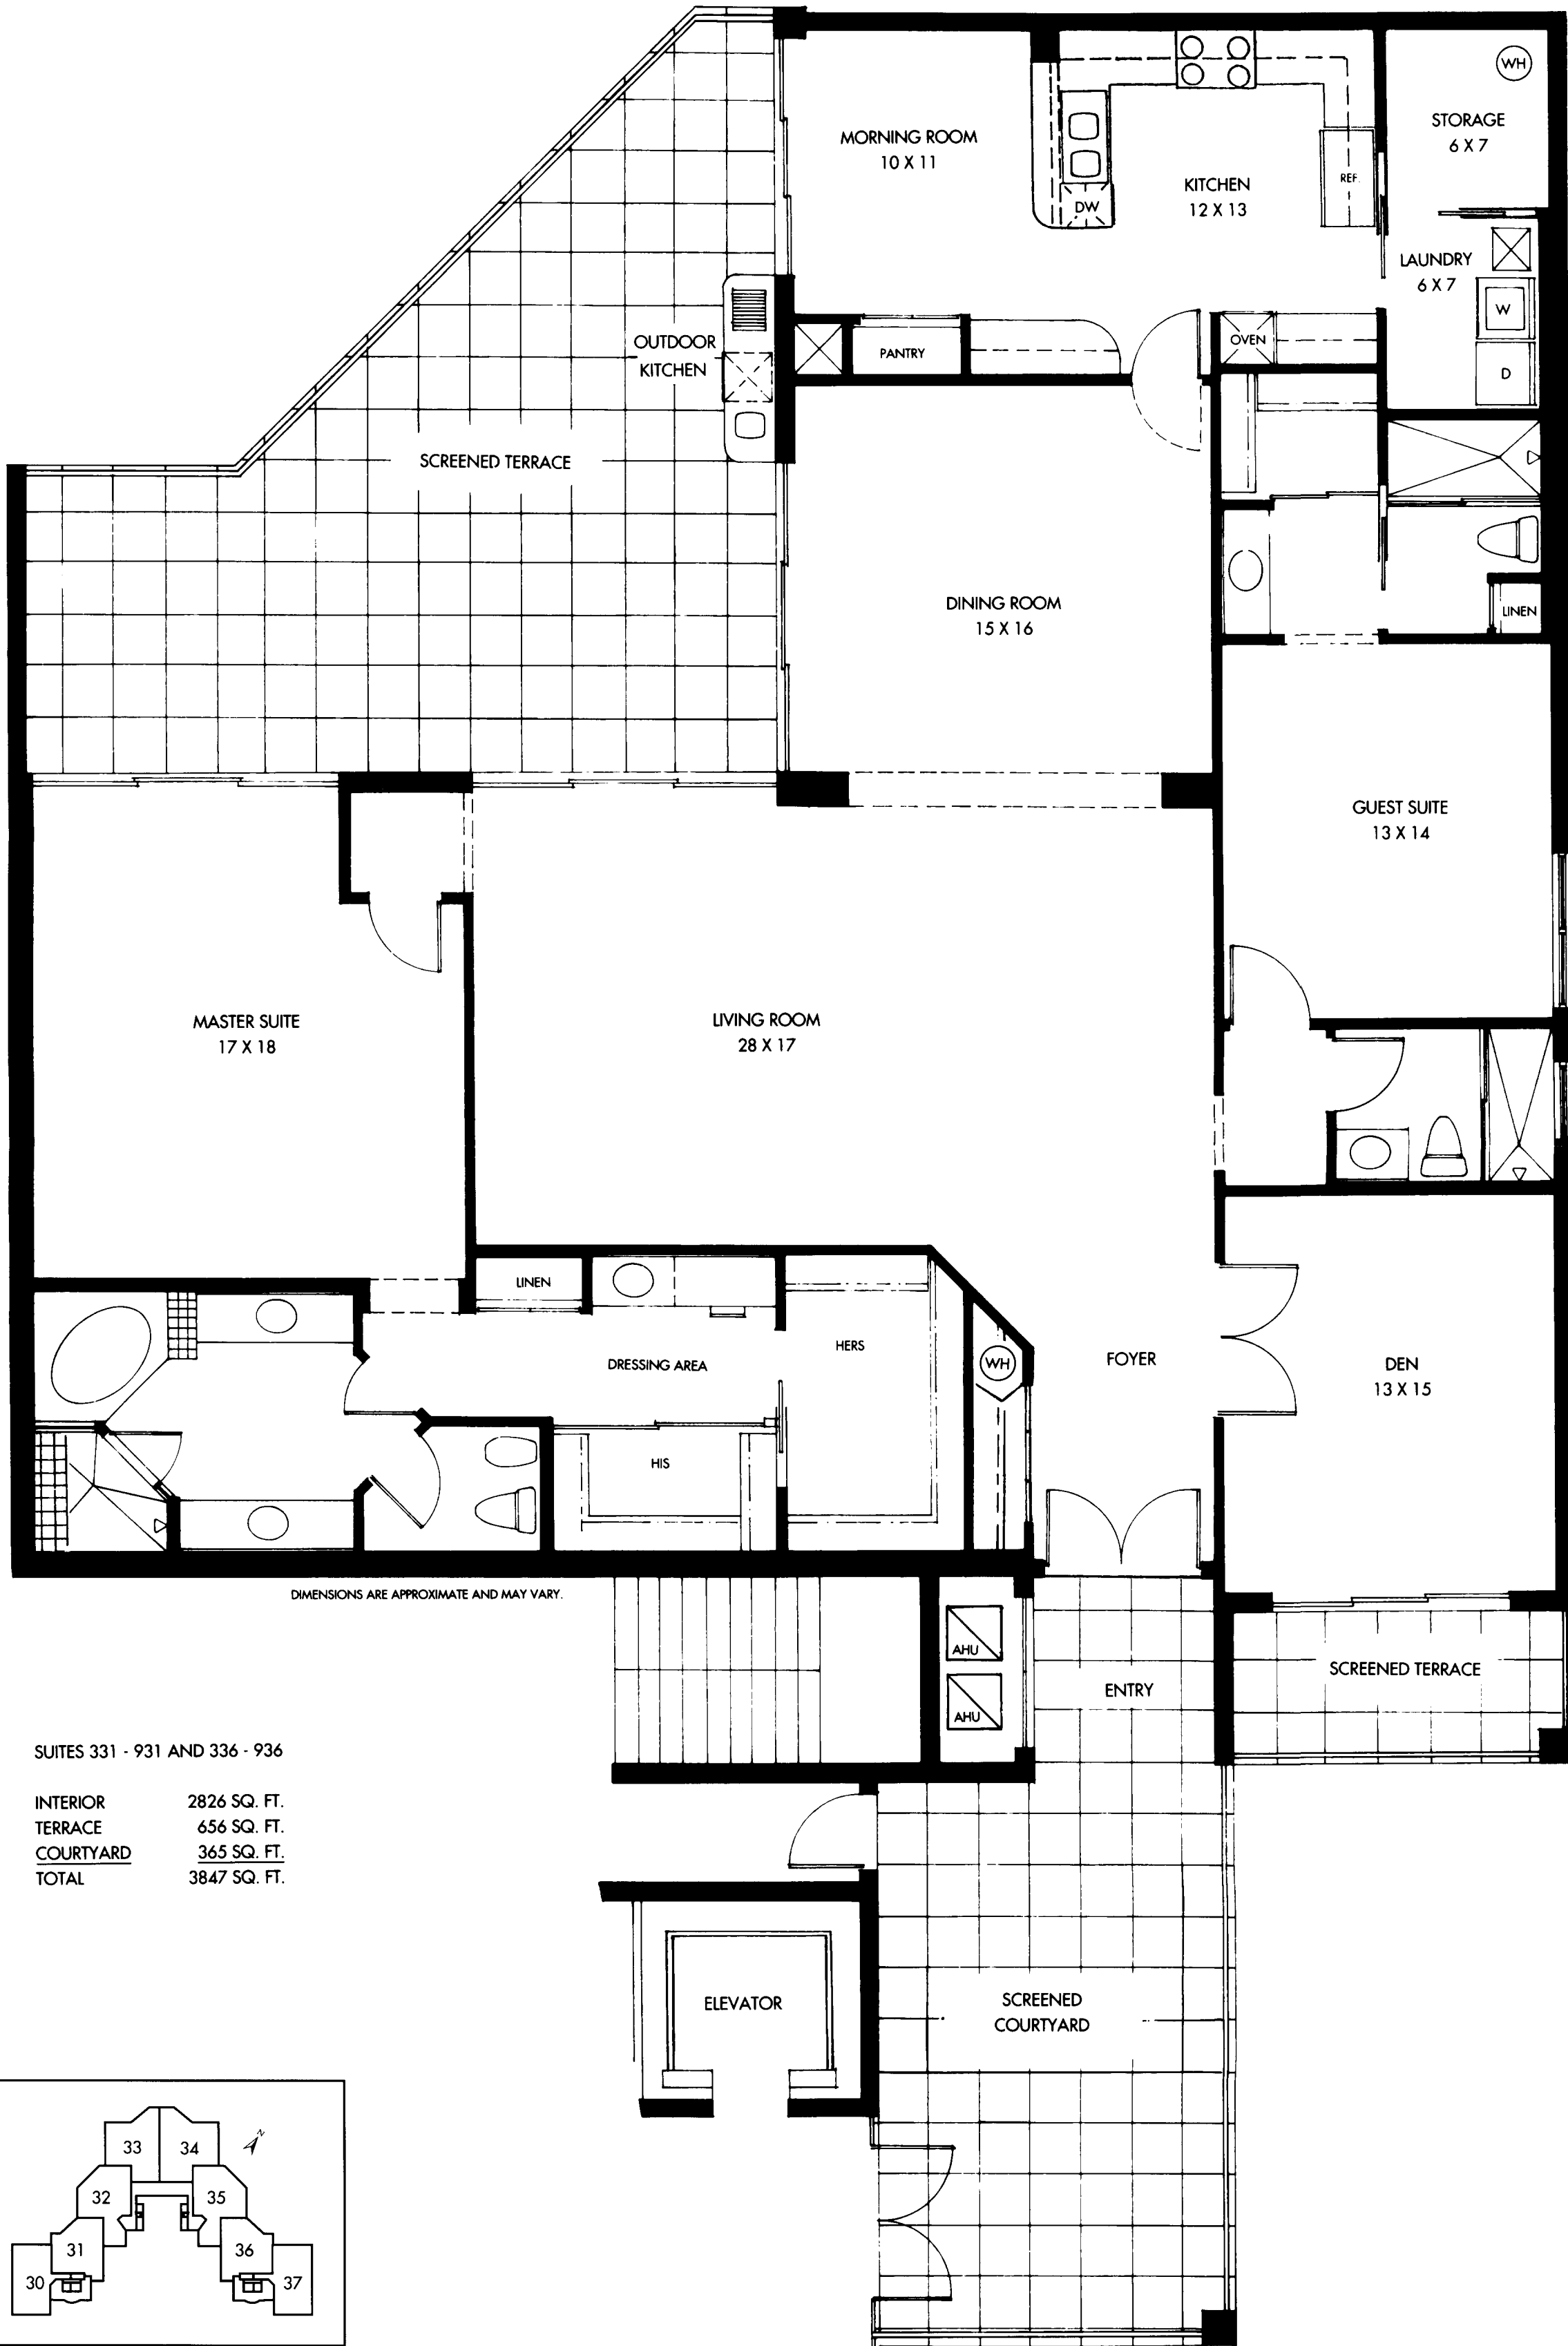 WH
STORAGE
6 X 7
MORNING ROOM
10 X 11
KITCHEN
12 X 13
REF.
DW
LAUNDRY
6 X 7
W
D
OUTDOOR
KITCHEN
PANTRY
OVEN
SCREENED TERRACE
DINING ROOM
15 X 16
LINEN
GUEST SUITE
13 X 14
MASTER SUITE
17 X 18
LIVING ROOM
28 X 17
LINEN
DRESSING AREA
HERS
HIS
WH
FOYER
DEN
13 X 15
DIMENSIONS ARE APPROXIMATE AND MAY VARY.
AHU
AHU
ENTRY
SCREENED TERRACE
SUITES 331 - 931 AND 336 - 936
INTERIOR 2826 SQ. FT.
TERRACE 656 SQ. FT.
COURTYARD 365 SQ. FT.
TOTAL 3847 SQ. FT.
ELEVATOR
SCREENED
COURTYARD
N
33 34
32 35
31 36
30 37